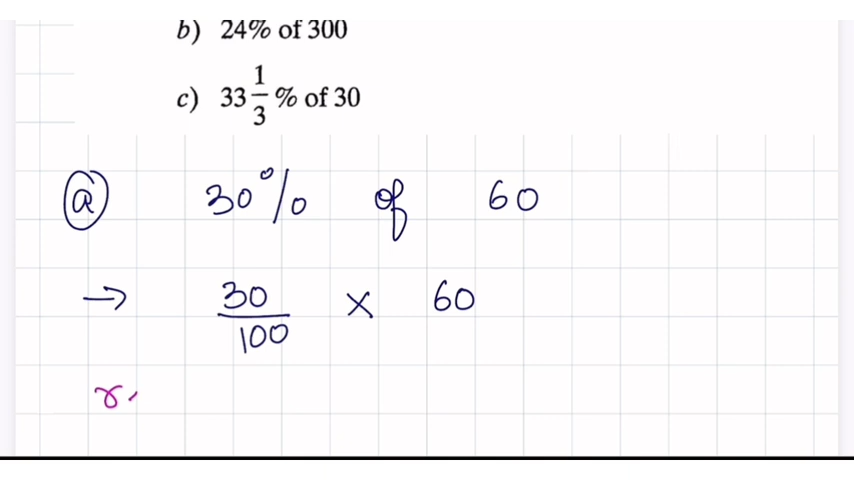 b) 24% of 300
c) 33 1/3 % of 30
(a) 30% of 60
→ 30/100 × 60